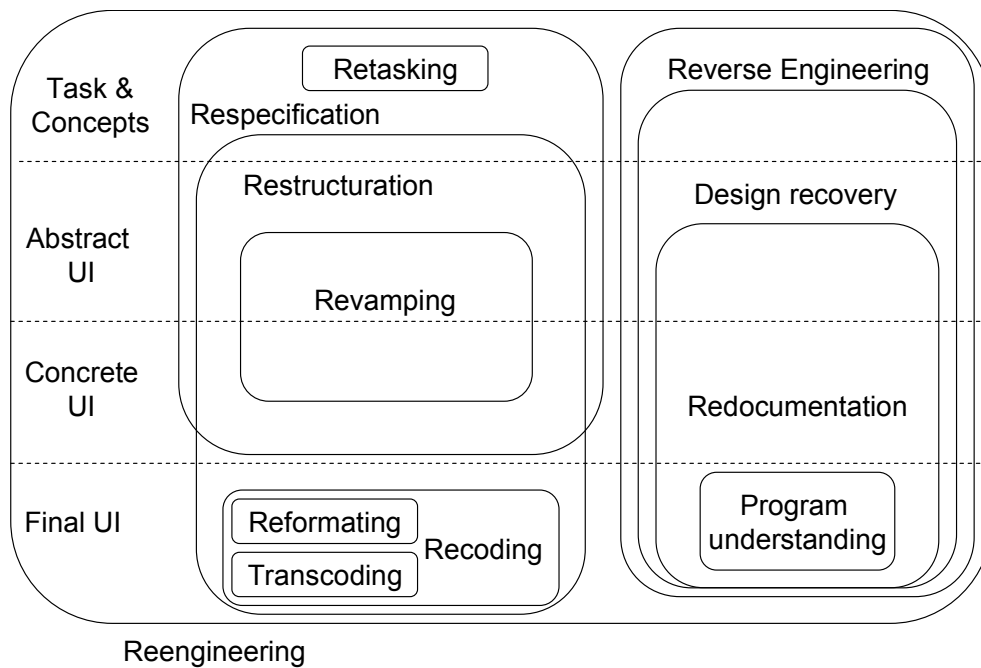 Retasking
Reverse Engineering
Task &
Concepts
Respecification
Restructuration
Design recovery
Abstract
UI
Revamping
Concrete
UI
Redocumentation
Final UI
Reformating
Recoding
Transcoding
Program
understanding
Reengineering